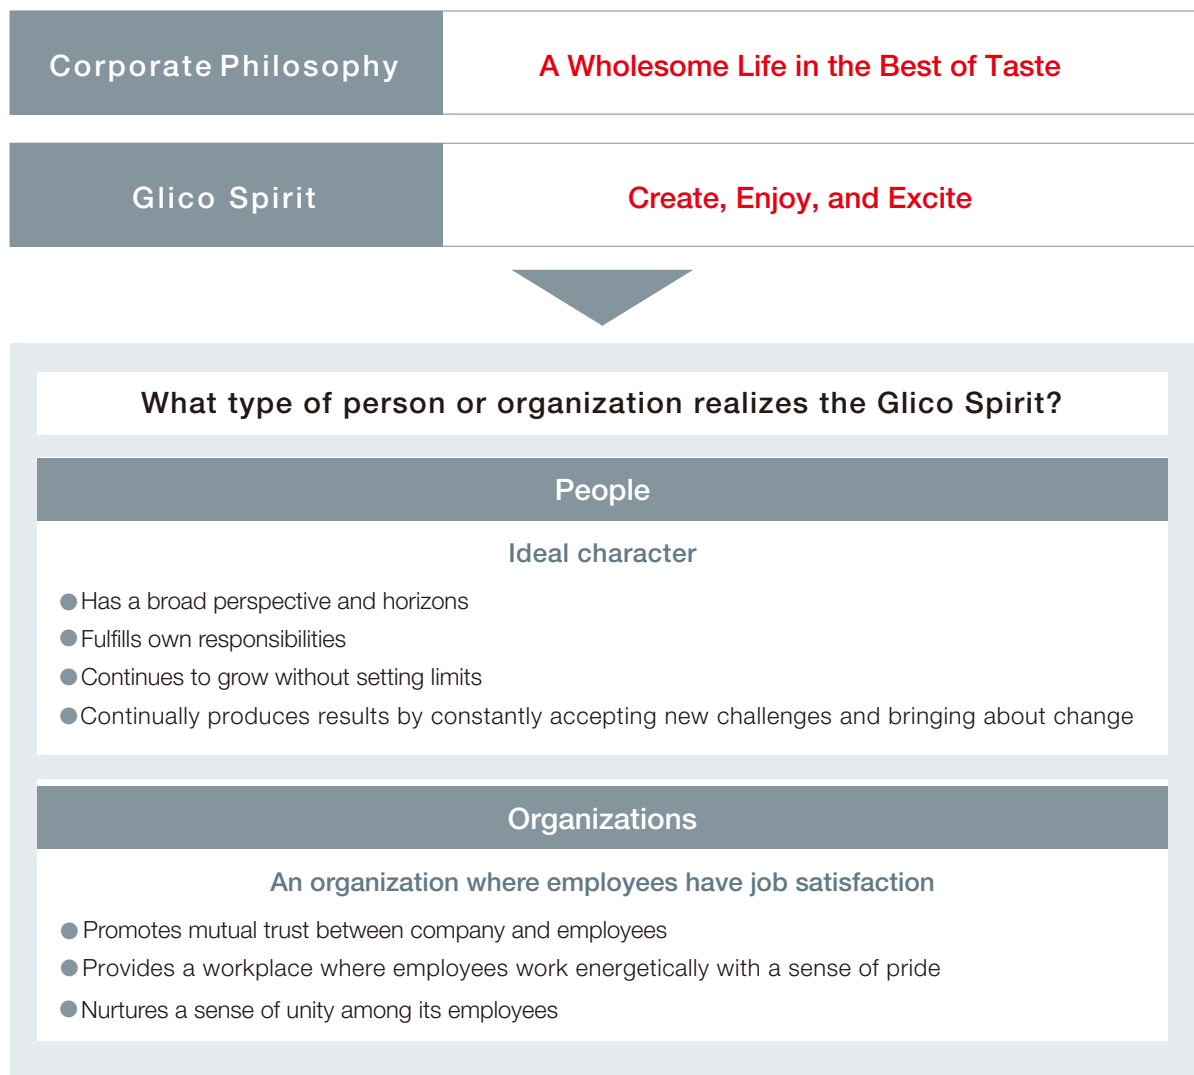 Corporate Philosophy
A Wholesome Life in the Best of Taste
Glico Spirit
Create, Enjoy, and Excite
What type of person or organization realizes the Glico Spirit?
People
Ideal character
●Has a broad perspective and horizons
●Fulfills own responsibilities
●Continues to grow without setting limits
●Continually produces results by constantly accepting new challenges and bringing about change
Organizations
An organization where employees have job satisfaction
●Promotes mutual trust between company and employees
●Provides a workplace where employees work energetically with a sense of pride
●Nurtures a sense of unity among its employees